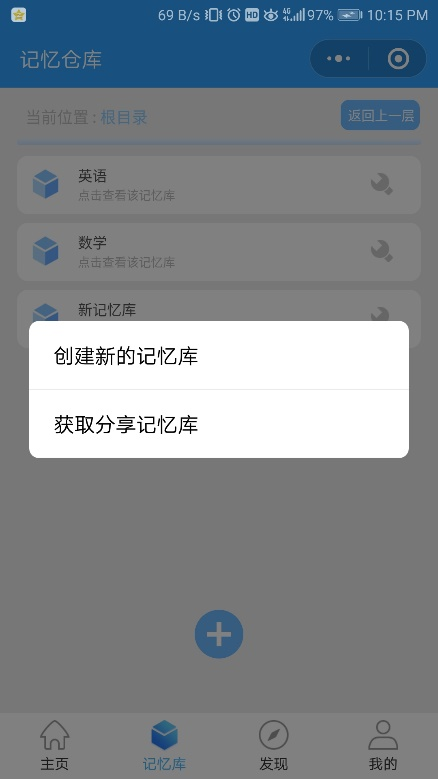 69 B/s HD 4G 97% 10:15 PM
记忆仓库
当前位置 : 根目录
返回上一层
英语
点击查看该记忆库
数学
点击查看该记忆库
新记忆库
创建新的记忆库
获取分享记忆库
主页
记忆库
发现
我的